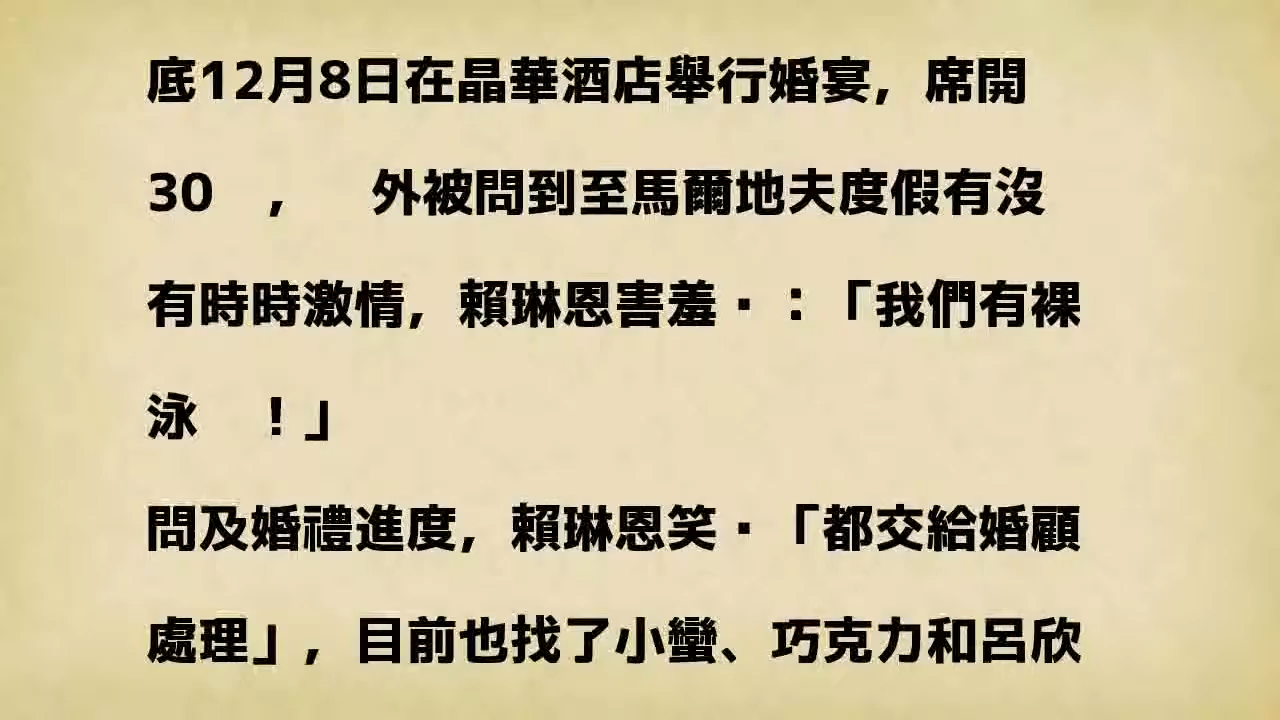 底12月8日在晶華酒店舉行婚宴，席開
30　，　外被問到至馬爾地夫度假有沒
有時時激情，賴琳恩害羞▪：「我們有裸
泳　！」
問及婚禮進度，賴琳恩笑▪「都交給婚顧
處理」，目前也找了小蠻、巧克力和呂欣